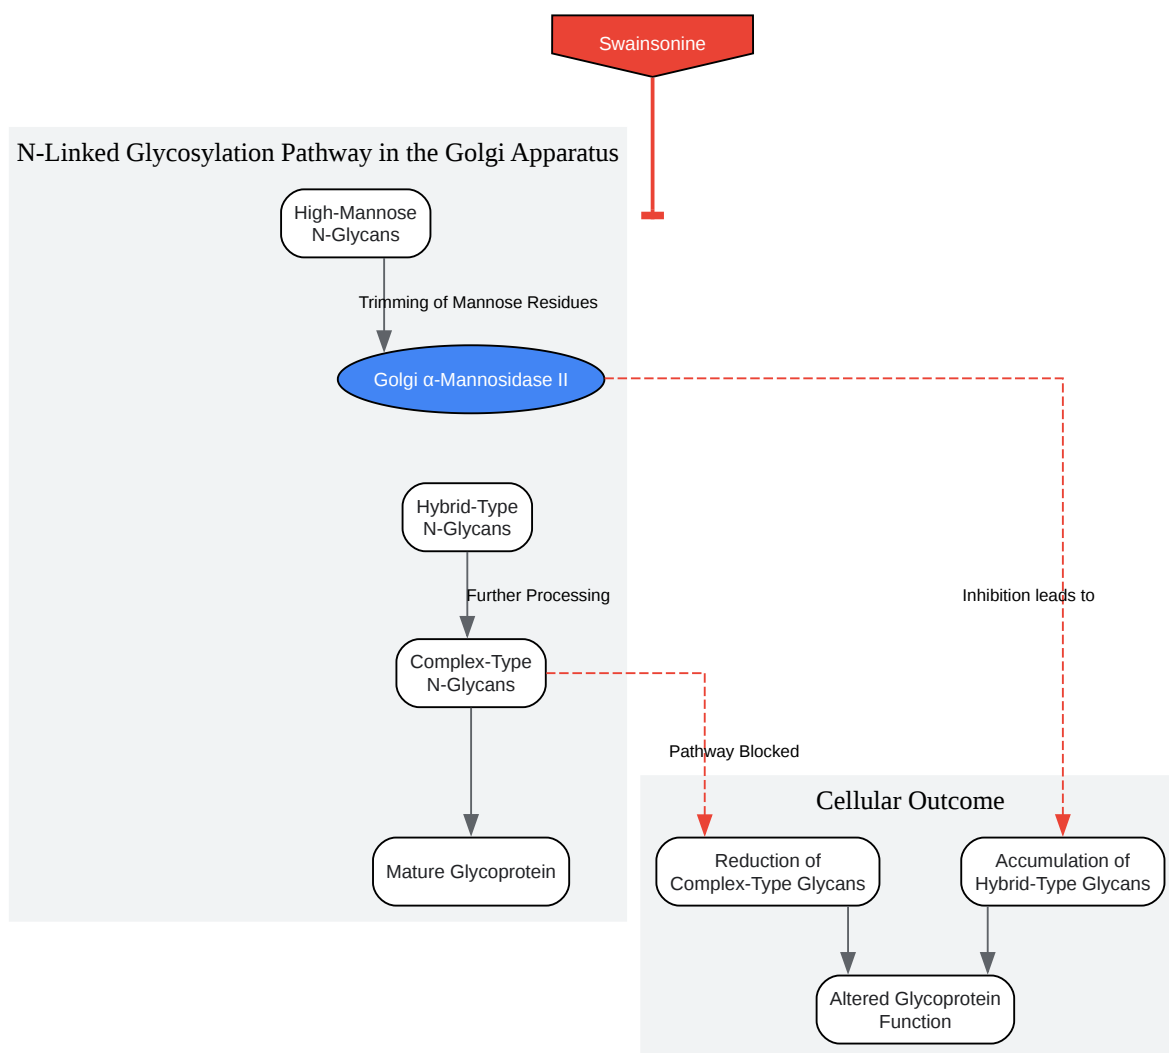 Swainsonine
N-Linked Glycosylation Pathway in the Golgi Apparatus
High-Mannose
N-Glycans
Trimming of Mannose Residues
Golgi α-Mannosidase II
Hybrid-Type
N-Glycans
Further Processing
Inhibition leads to
Complex-Type
N-Glycans
Pathway Blocked
Cellular Outcome
Mature Glycoprotein
Reduction of
Complex-Type Glycans
Accumulation of
Hybrid-Type Glycans
Altered Glycoprotein
Function